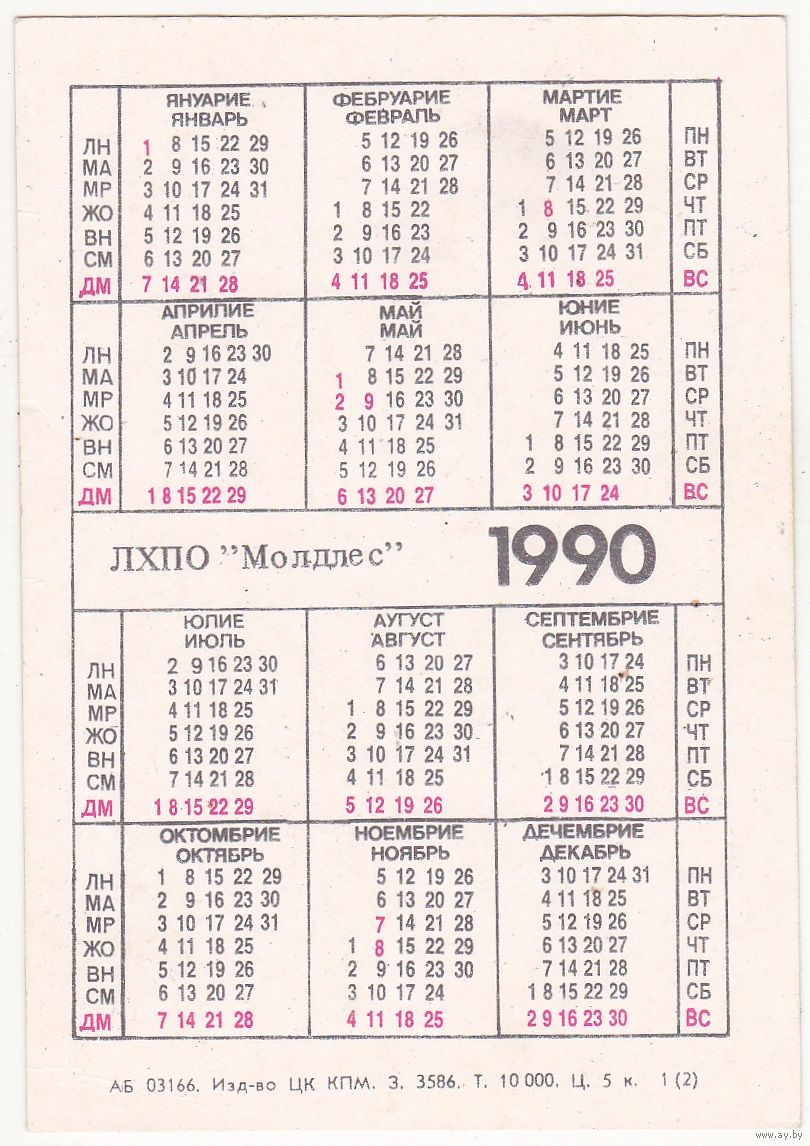 ЯНУАРИЕ ФЕБРУАРИЕ МАРТИЕ
ЯНВАРЬ ФЕВРАЛЬ МАРТ
ЛН 1 8 15 22 29 5 12 19 26 5 12 19 26 ПН
МА 2 9 16 23 30 6 13 20 27 6 13 20 27 ВТ
МР 3 10 17 24 31 7 14 21 28 7 14 21 28 СР
ЖО 4 11 18 25 1 8 15 22 1 8 15 22 29 ЧТ
ВН 5 12 19 26 2 9 16 23 2 9 16 23 30 ПТ
СМ 6 13 20 27 3 10 17 24 3 10 17 24 31 СБ
ДМ 7 14 21 28 4 11 18 25 4 11 18 25 ВС
АПРИЛИЕ МАЙ ЮНИЕ
АПРЕЛЬ МАЙ ИЮНЬ
ЛН 2 9 16 23 30 7 14 21 28 4 11 18 25 ПН
МА 3 10 17 24 1 8 15 22 29 5 12 19 26 ВТ
МР 4 11 18 25 2 9 16 23 30 6 13 20 27 СР
ЖО 5 12 19 26 3 10 17 24 31 7 14 21 28 ЧТ
ВН 6 13 20 27 4 11 18 25 1 8 15 22 29 ПТ
СМ 7 14 21 28 5 12 19 26 2 9 16 23 30 СБ
ДМ 1 8 15 22 29 6 13 20 27 3 10 17 24 ВС
ЛХПО "Молдлес" 1990
ЮЛИЕ АУГУСТ СЕПТЕМБРИЕ
ИЮЛЬ АВГУСТ СЕНТЯБРЬ
ЛН 2 9 16 23 30 6 13 20 27 3 10 17 24 ПН
МА 3 10 17 24 31 7 14 21 28 4 11 18 25 ВТ
МР 4 11 18 25 1 8 15 22 29 5 12 19 26 СР
ЖО 5 12 19 26 2 9 16 23 30 6 13 20 27 ЧТ
ВН 6 13 20 27 3 10 17 24 31 7 14 21 28 ПТ
СМ 7 14 21 28 4 11 18 25 1 8 15 22 29 СБ
ДМ 1 8 15 22 29 5 12 19 26 2 9 16 23 30 ВС
ОКТОМБРИЕ НОЕМБРИЕ ДЕЧЕМБРИЕ
ОКТЯБРЬ НОЯБРЬ ДЕКАБРЬ
ЛН 1 8 15 22 29 5 12 19 26 3 10 17 24 31 ПН
МА 2 9 16 23 30 6 13 20 27 4 11 18 25 ВТ
МР 3 10 17 24 31 7 14 21 28 5 12 19 26 СР
ЖО 4 11 18 25 1 8 15 22 29 6 13 20 27 ЧТ
ВН 5 12 19 26 2 9 16 23 30 7 14 21 28 ПТ
СМ 6 13 20 27 3 10 17 24 1 8 15 22 29 СБ
ДМ 7 14 21 28 4 11 18 25 2 9 16 23 30 ВС
АБ 03166. Изд-во ЦК КПМ. З. 3586. Т. 10 000. Ц. 5 к. 1 (2)
www.ay.by